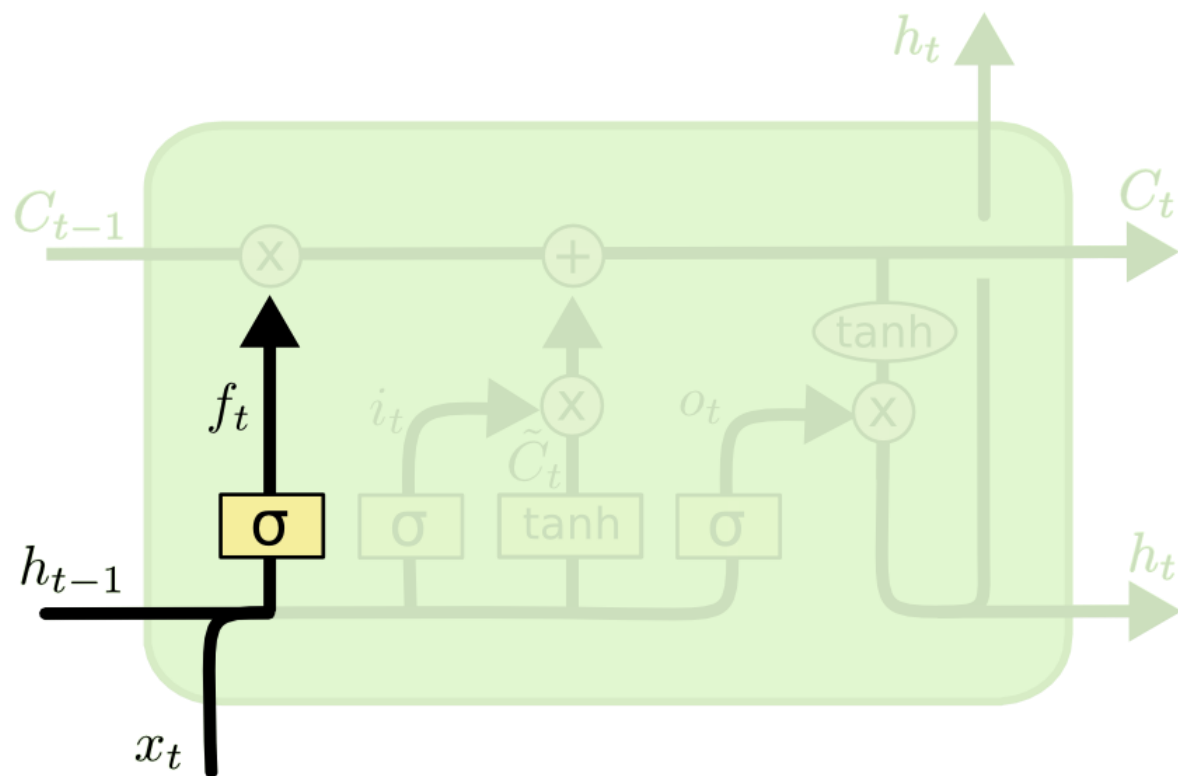 h_t
C_{t-1}
C_t
x
+
tanh
f_t
i_t
x
o_t
x
C̃_t
σ
σ
tanh
σ
h_{t-1}
h_t
x_t